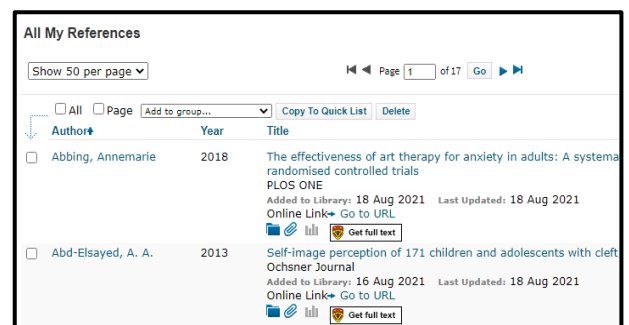 All My References
Show 50 per page
Page 1 of 17 Go
All Page Add to group... Copy To Quick List Delete
Author Year Title
Abbing, Annemarie 2018 The effectiveness of art therapy for anxiety in adults: A systema
randomised controlled trials
PLOS ONE
Added to Library: 18 Aug 2021 Last Updated: 18 Aug 2021
Online Link→ Go to URL
Get full text
Abd-Elsayed, A. A. 2013 Self-image perception of 171 children and adolescents with cleft
Ochsner Journal
Added to Library: 16 Aug 2021 Last Updated: 18 Aug 2021
Online Link→ Go to URL
Get full text